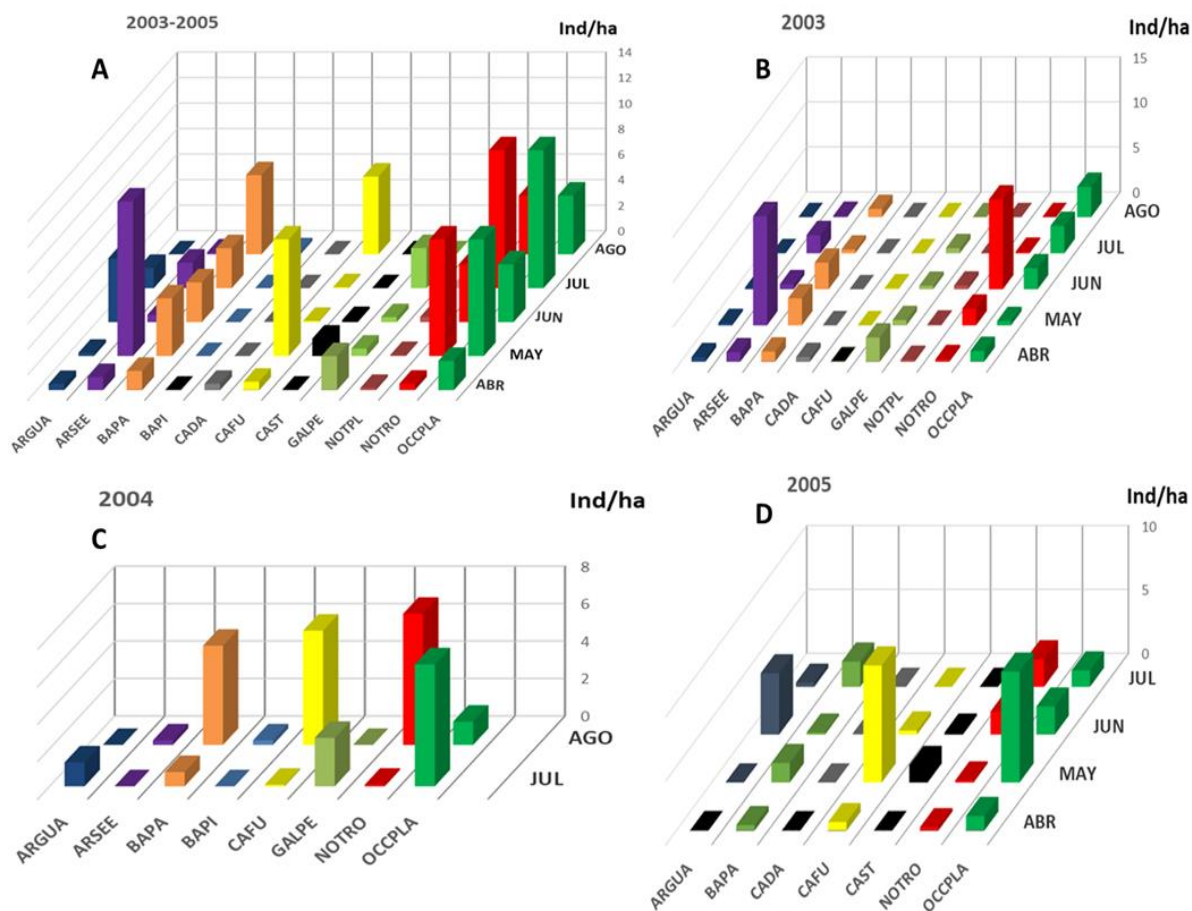 2003-2005
Ind/ha
A
14
12
10
8
6
4
2
0
AGO
JUL
JUN
MAY
ABR
ARGUA
ARSEE
BAPA
BAPI
CADA
CAFU
CAST
GALPE
NOTPL
NOTRO
OCCPLA
2003
Ind/ha
B
15
10
5
0
AGO
JUL
JUN
MAY
ABR
ARGUA
ARSEE
BAPA
CADA
CAFU
GALPE
NOTPL
NOTRO
OCCPLA
2004
Ind/ha
C
8
6
4
2
0
AGO
JUL
ARGUA
ARSEE
BAPA
BAPI
CAFU
GALPE
NOTRO
OCCPLA
2005
Ind/ha
D
10
5
0
JUL
JUN
MAY
ABR
ARGUA
BAPA
CADA
CAFU
CAST
NOTRO
OCCPLA